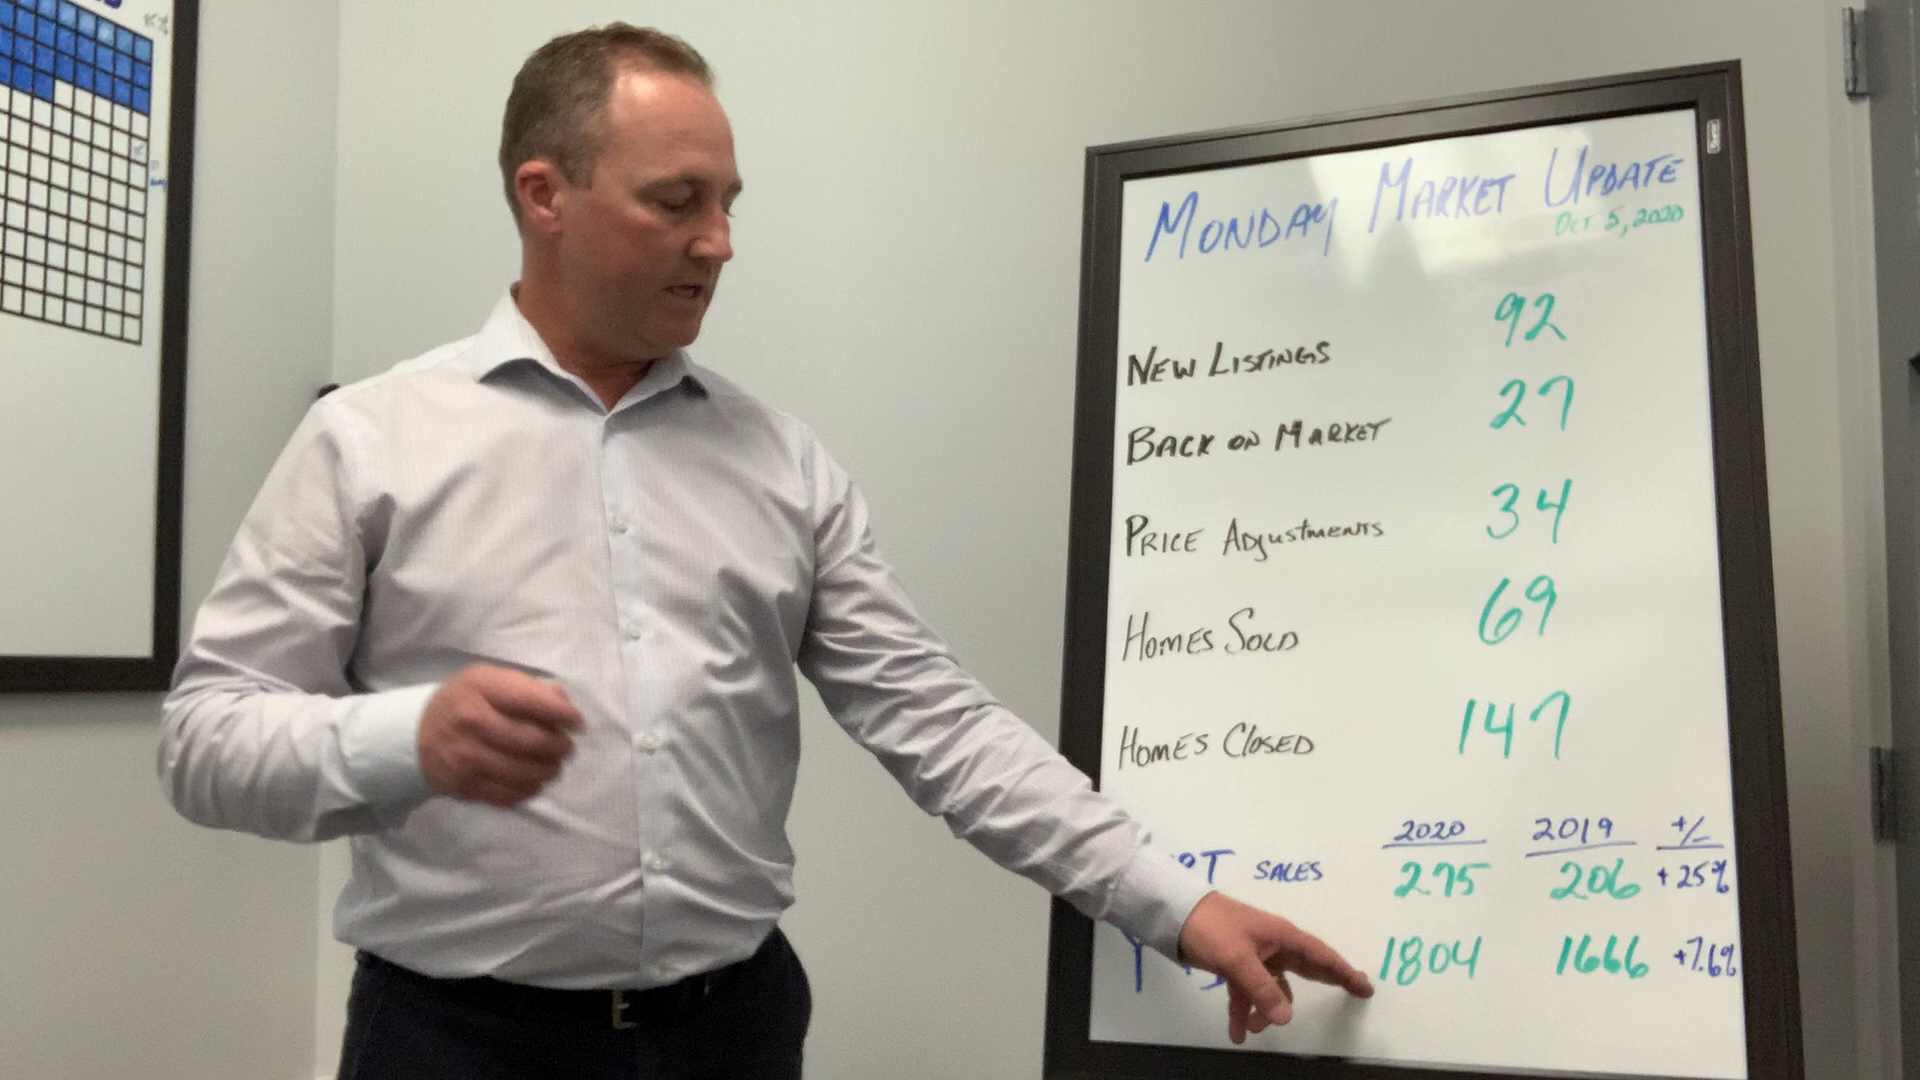 MONDAY MARKET UPDATE
OCT 5, 2020
NEW LISTINGS 92
BACK ON MARKET 27
PRICE ADJUSTMENTS 34
HOMES SOLD 69
HOMES CLOSED 147
2020 2019 +/-
SALES 275 206 +25%
1804 1666 +7.6%